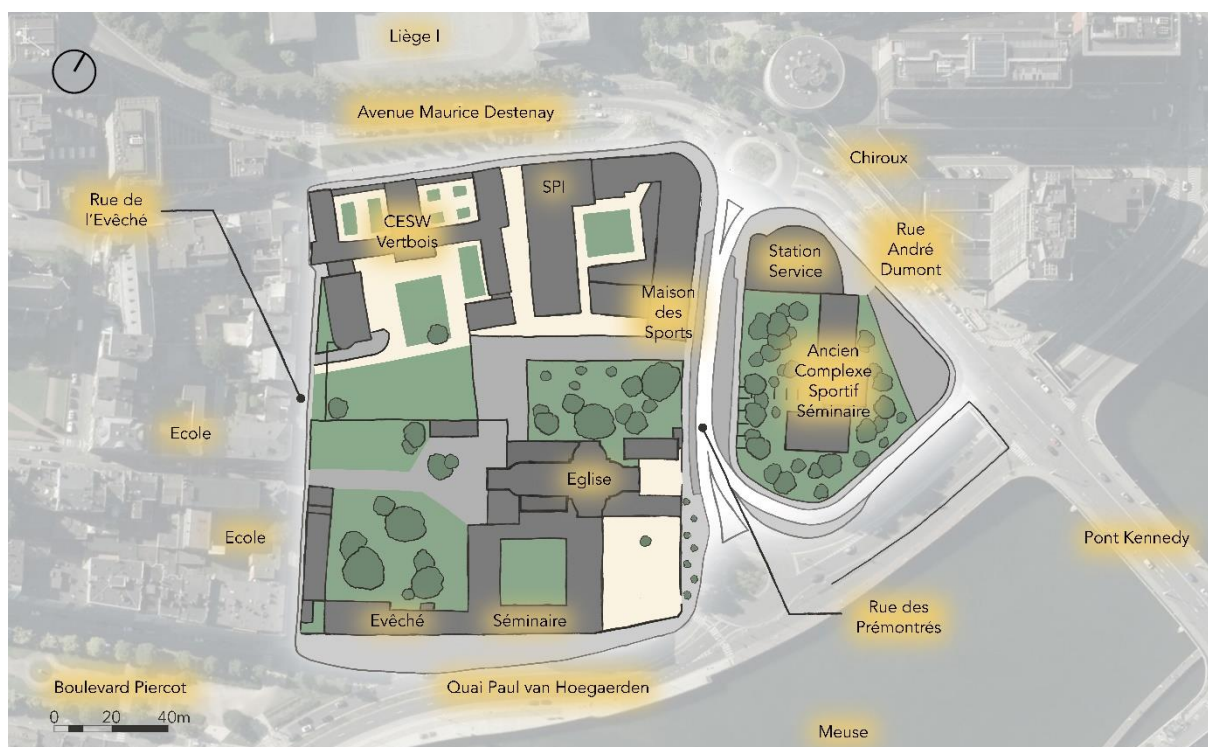 Liège I
Avenue Maurice Destenay
Chiroux
SPI
Rue de
l'Evêché
CESW
Vertbois
Station
Service
Rue
André
Dumont
Maison
des
Sports
Ancien
Complexe
Sportif
Séminaire
Ecole
Eglise
Ecole
Pont Kennedy
Evêché
Séminaire
Rue des
Prémontrés
Boulevard Piercot
Quai Paul van Hoegaerden
0 20 40m
Meuse